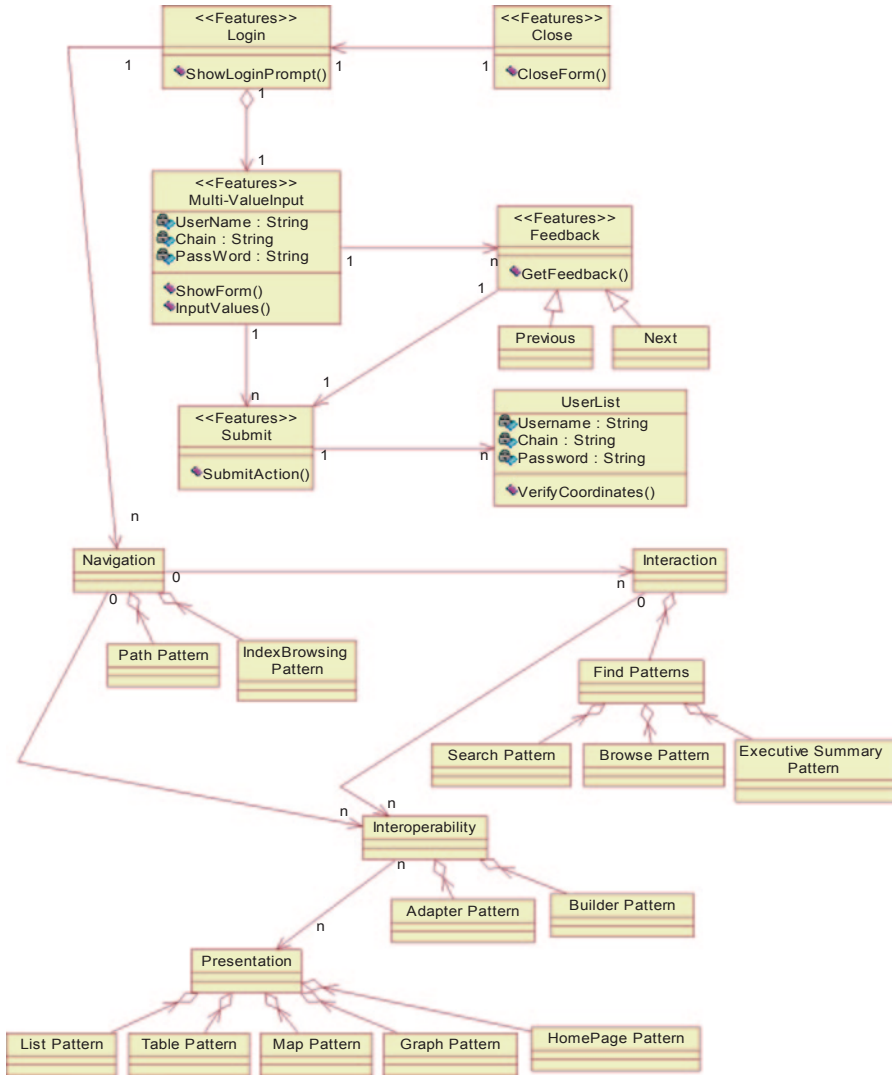 <<Features>>
Login
ShowLoginPrompt()
<<Features>>
Close
CloseForm()
1
1
1
1
1
<<Features>>
Multi-ValueInput
UserName : String
Chain : String
PassWord : String
ShowForm()
InputValues()
<<Features>>
Feedback
GetFeedback()
1
n
1
Previous
Next
1
1
n
<<Features>>
Submit
SubmitAction()
1
n
UserList
Username : String
Chain : String
Password : String
VerifyCoordinates()
n
Navigation
0
n
Interaction
0
0
Path Pattern
IndexBrowsing
Pattern
Find Patterns
Search Pattern
Browse Pattern
Executive Summary
Pattern
n
n
Interoperability
n
Adapter Pattern
Builder Pattern
n
Presentation
List Pattern
Table Pattern
Map Pattern
Graph Pattern
HomePage Pattern